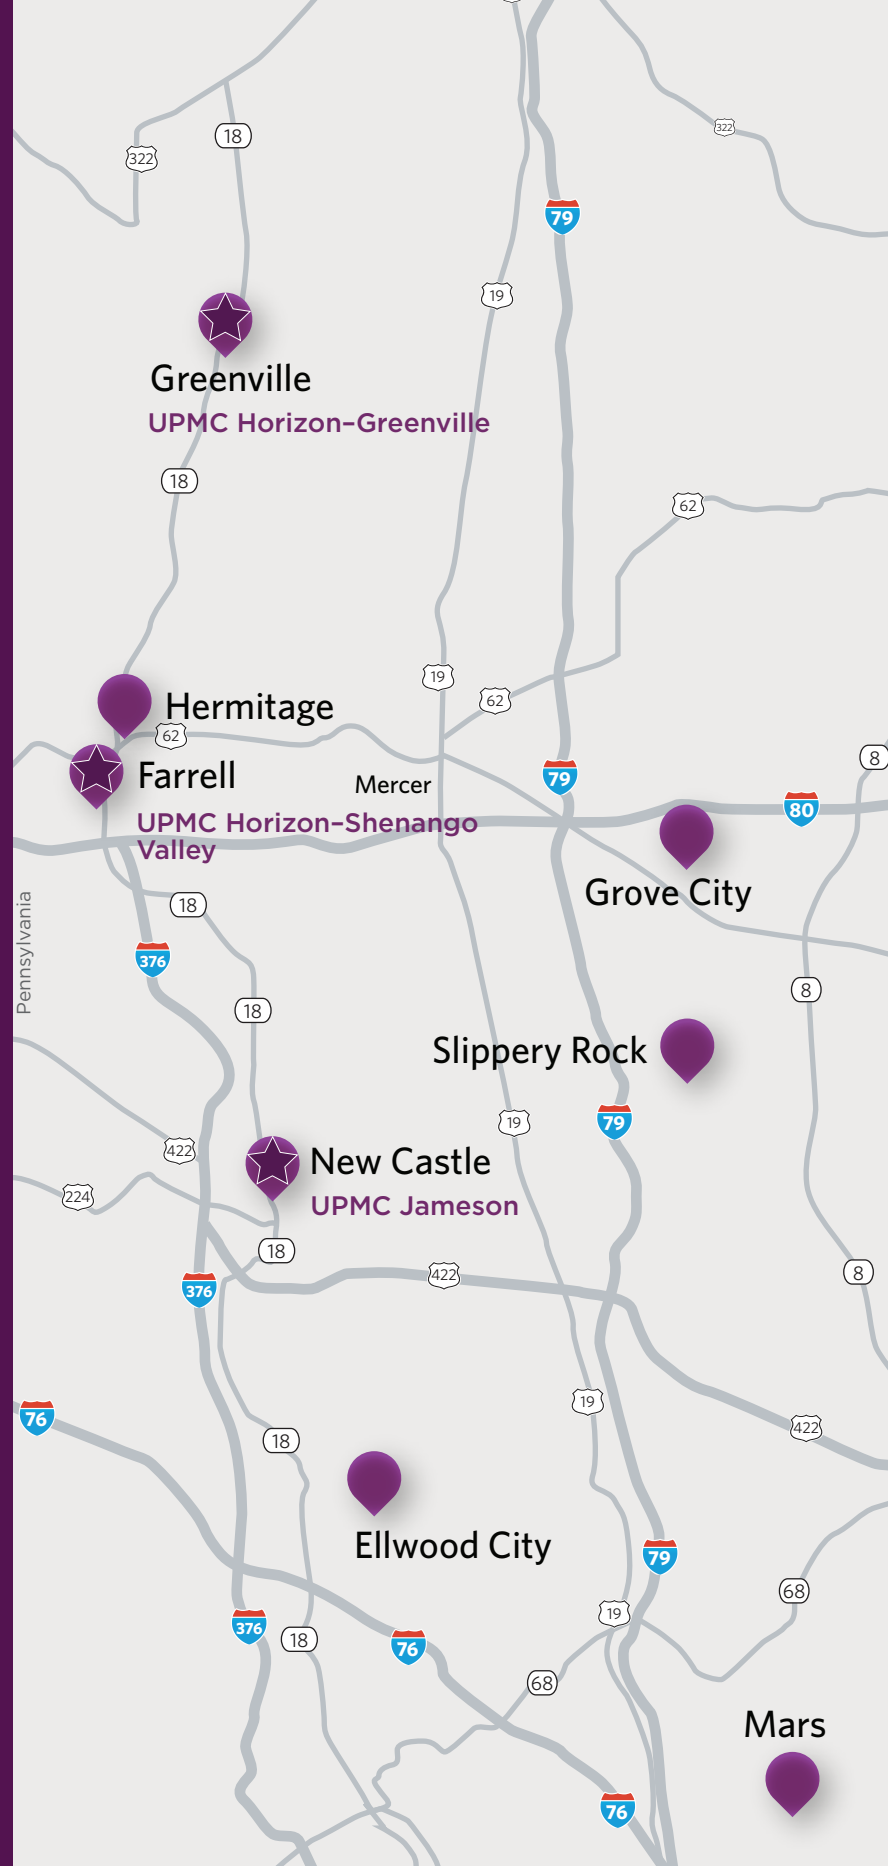 18
322
322
79
19
Greenville
UPMC Horizon–Greenville
18
62
19
62
Hermitage
62
8
Farrell
79
Mercer
80
UPMC Horizon–Shenango
Valley
Grove City
18
Pennsylvania
376
8
18
Slippery Rock
79
19
422
New Castle
224
UPMC Jameson
18
8
422
376
19
76
422
18
Ellwood City
79
68
19
376
18
76
68
Mars
76